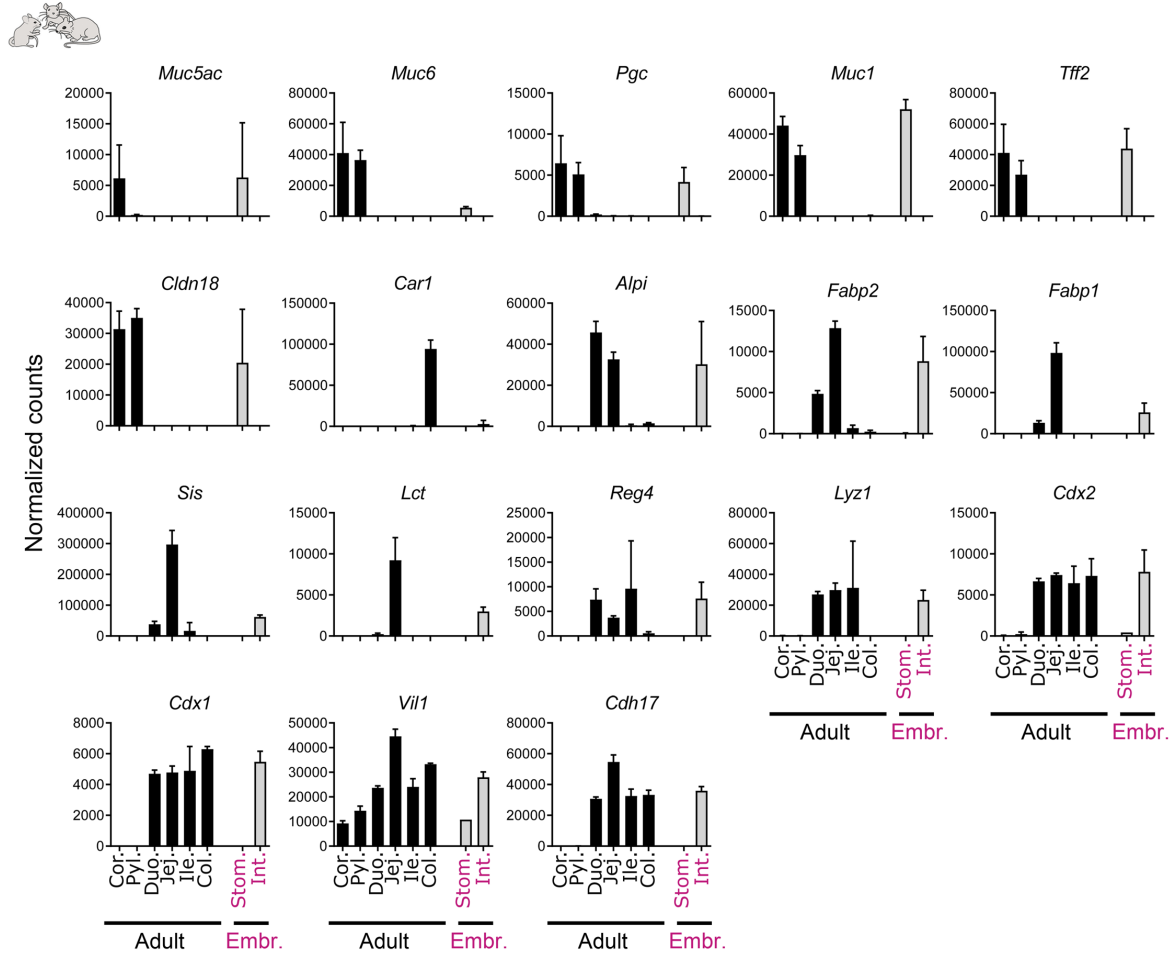 Muc5ac Muc6 Pgc Muc1 Tff2
20000 80000 15000 60000 80000
15000 60000 10000 40000 60000
10000 40000 5000 20000 40000
5000 20000 0 0 20000
0 0 0
Cldn18 Car1 Alpi Fabp2 Fabp1
40000 150000 60000 15000 150000
30000 100000 40000 10000 100000
20000 50000 20000 5000 50000
10000 0 0 0 0
0
Normalized counts
Sis Lct Reg4 Lyz1 Cdx2
400000 15000 25000 80000 15000
300000 10000 20000 60000 10000
200000 5000 15000 40000 5000
100000 0 10000 20000 0
0 5000 0
0
Cor. Pyl. Duo. Jej. Ile. Col. Stom. Int. Cor. Pyl. Duo. Jej. Ile. Col. Stom. Int.
Adult Embr. Adult Embr.
Cdx1 Vil1 Cdh17
8000 50000 80000
6000 40000 60000
4000 30000 40000
2000 20000 20000
0 10000 0
0
Cor. Pyl. Duo. Jej. Ile. Col. Stom. Int. Cor. Pyl. Duo. Jej. Ile. Col. Stom. Int. Cor. Pyl. Duo. Jej. Ile. Col. Stom. Int.
Adult Embr. Adult Embr. Adult Embr.